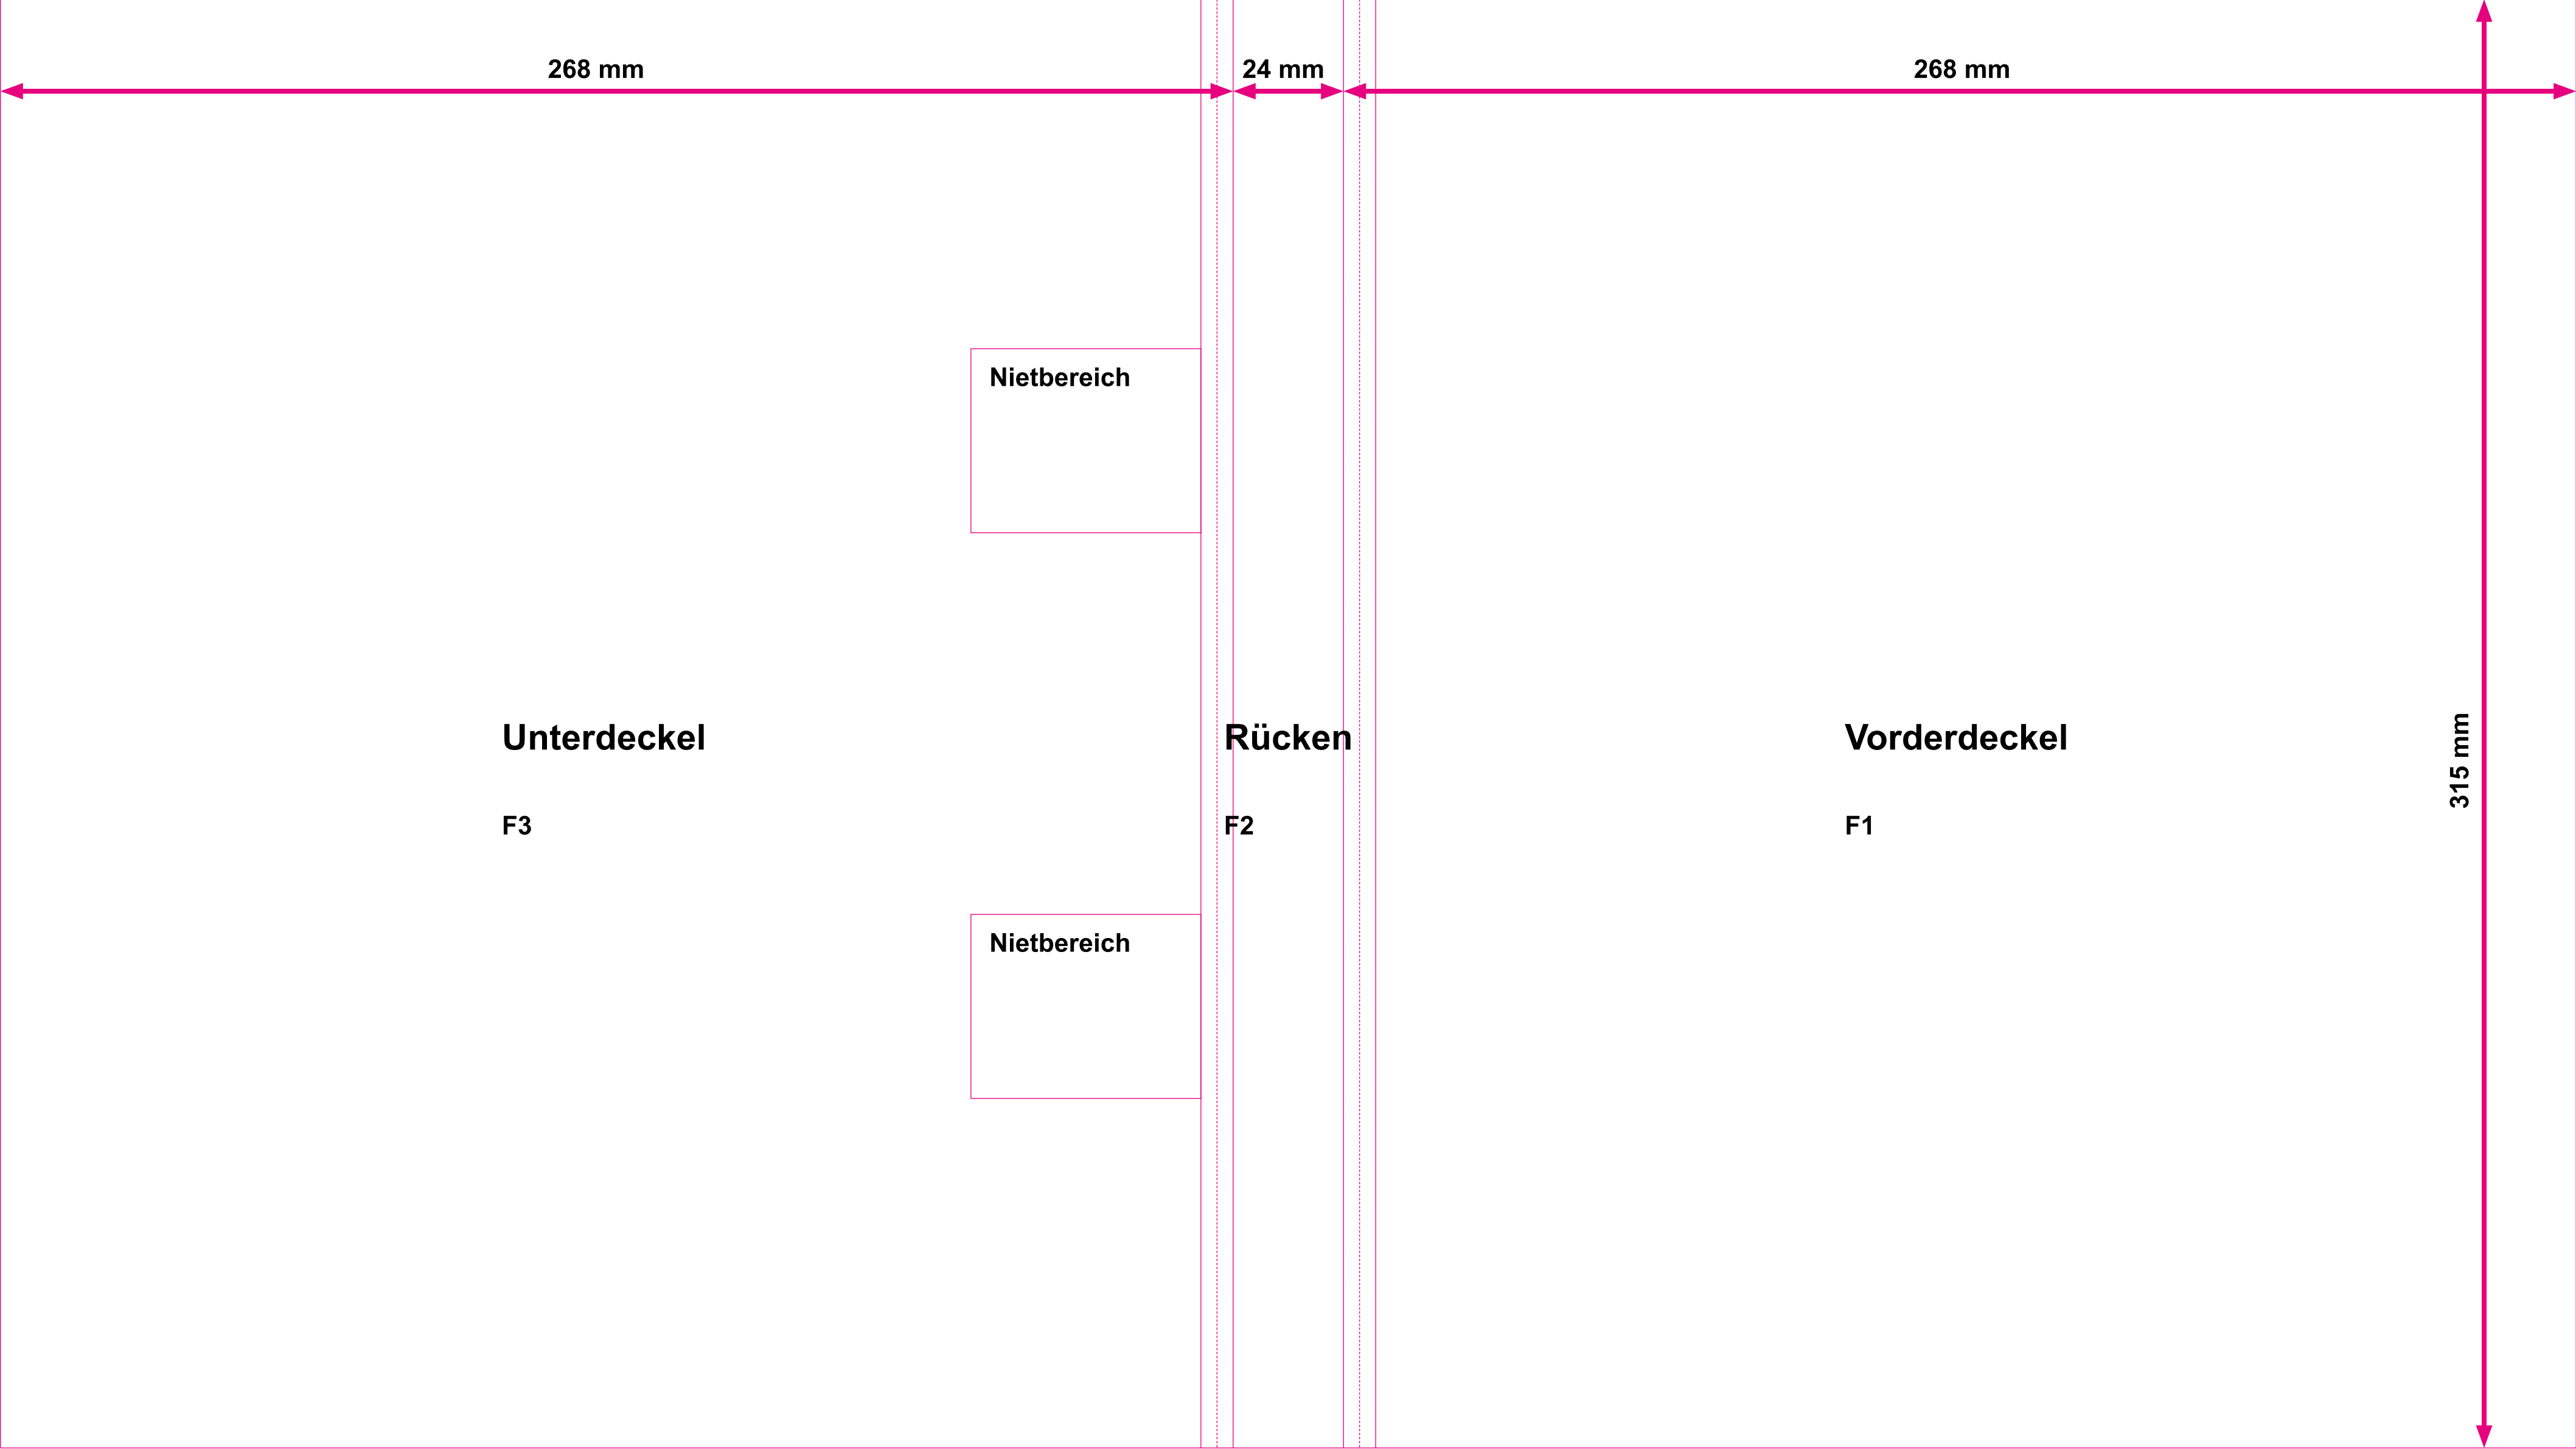 268 mm
24 mm
268 mm
Nietbereich
Unterdeckel
Rücken
Vorderdeckel
315 mm
F3
F2
F1
Nietbereich